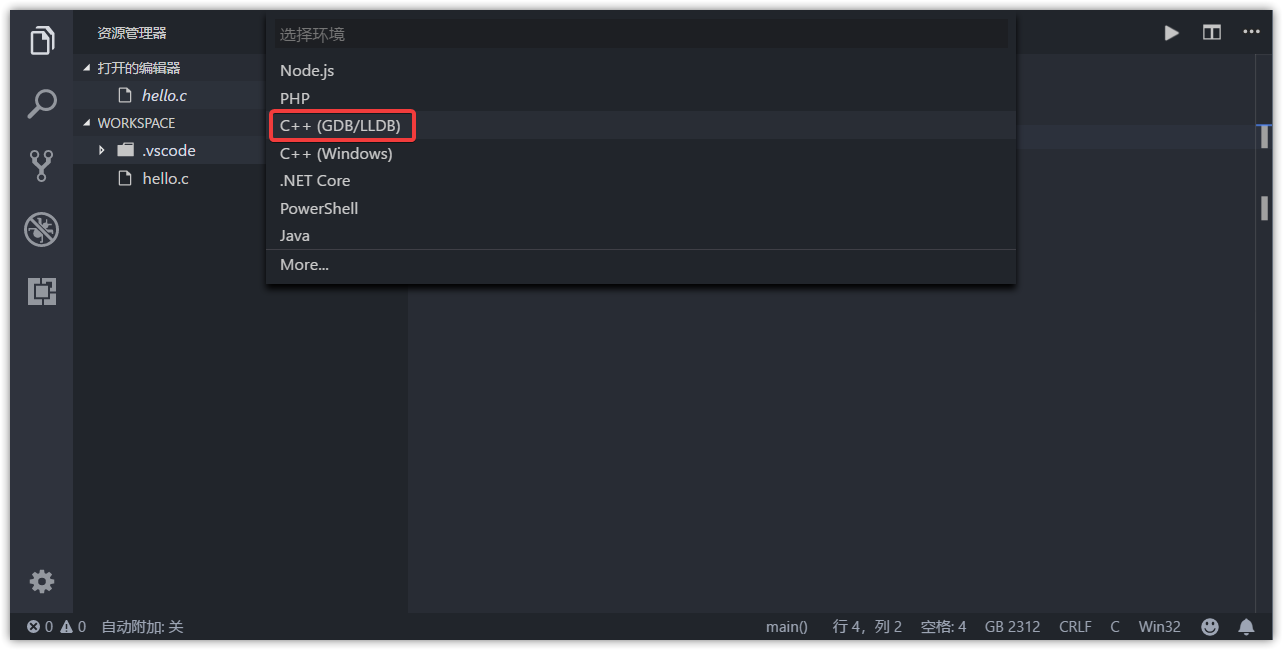 资源管理器
打开的编辑器
hello.c
WORKSPACE
.vscode
hello.c
选择环境
Node.js
PHP
C++ (GDB/LLDB)
C++ (Windows)
.NET Core
PowerShell
Java
More...
0 0 自动附加: 关 main() 行 4，列 2 空格: 4 GB 2312 CRLF C Win32